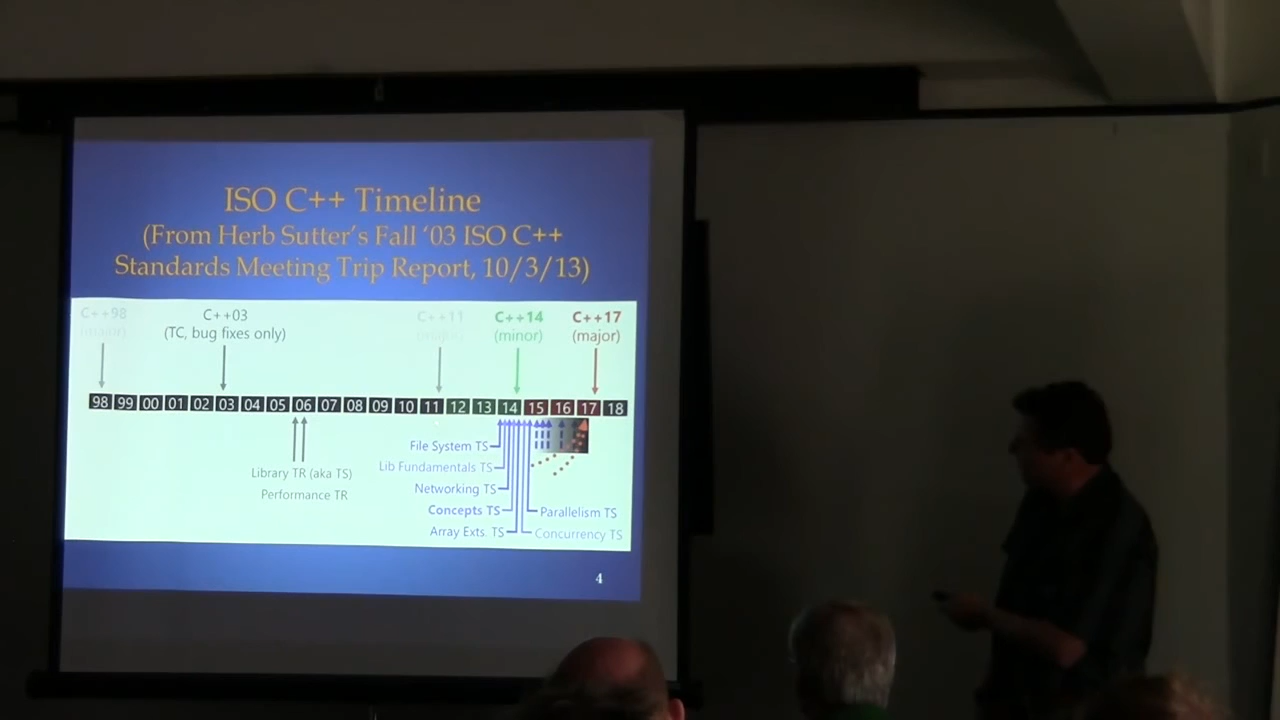 ISO C++ Timeline
(From Herb Sutter's Fall '03 ISO C++
Standards Meeting Trip Report, 10/3/13)
C++98 C++03 C++11 C++14 C++17
(major) (TC, bug fixes only) (major) (minor) (major)
98 99 00 01 02 03 04 05 06 07 08 09 10 11 12 13 14 15 16 17 18
File System TS
Library TR (aka TS) Lib Fundamentals TS
Performance TR Networking TS
Concepts TS Parallelism TS
Array Exts. TS Concurrency TS
4